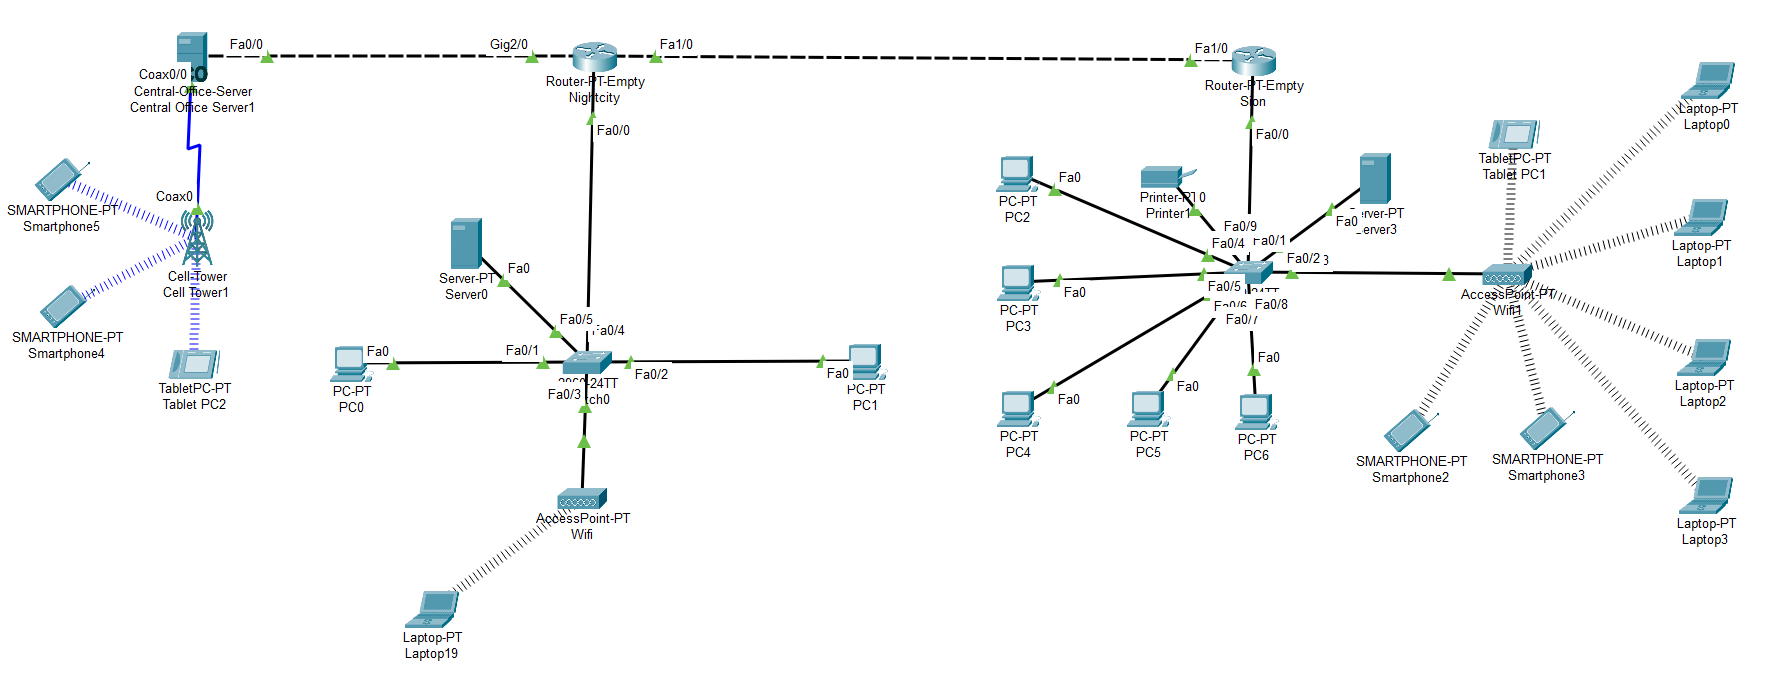 Fa0/0
Gig2/0
Fa1/0
Fa1/0
Coax0/0
Central-Office-Server
Central Office Server1
Router-PT-Empty
Nightcity
Router-PT-Empty
Sion
Fa0/0
Fa0/0
Laptop-PT
Laptop0
TabletPC-PT
Tablet PC1
SMARTPHONE-PT
Smartphone5
Coax0
Cell-Tower
Cell Tower1
SMARTPHONE-PT
Smartphone4
TabletPC-PT
Tablet PC2
Server-PT
Server0
Fa0
Fa0/5
Fa0/4
Fa0
PC-PT
PC0
Fa0/1
Fa0/2
Fa0
PC-PT
PC1
Fa0/3
AccessPoint-PT
Wifi
Laptop-PT
Laptop19
Fa0
PC-PT
PC2
Printer-PT
Printer1
Fa0
Fa0/9
Fa0/4
Fa0/1
Fa0/2
Fa0/5
Fa0/6
Fa0/8
Fa0/7
Fa0
PC-PT
PC3
Fa0
PC-PT
PC4
Fa0
PC-PT
PC5
Fa0
PC-PT
PC6
AccessPoint-PT
Wifi1
Laptop-PT
Laptop1
Laptop-PT
Laptop2
Laptop-PT
Laptop3
SMARTPHONE-PT
Smartphone2
SMARTPHONE-PT
Smartphone3